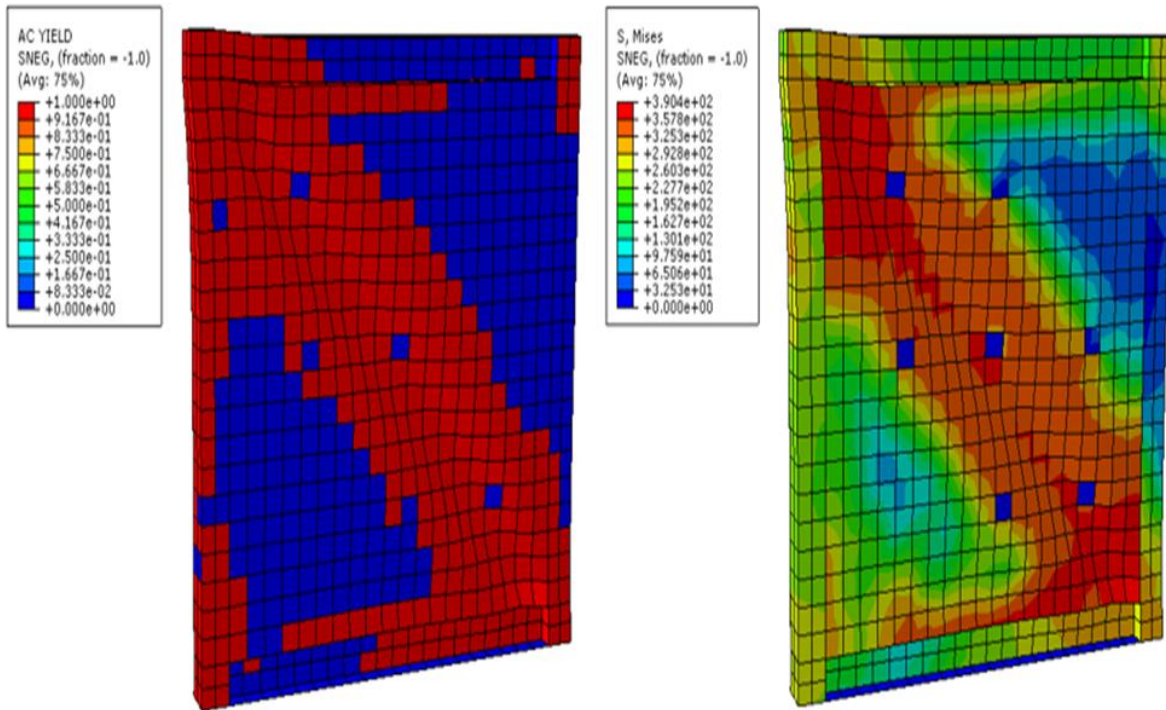 AC YIELD
SNEG, (fraction = -1.0)
(Avg: 75%)
+1.000e+00
+9.167e-01
+8.333e-01
+7.500e-01
+6.667e-01
+5.833e-01
+5.000e-01
+4.167e-01
+3.333e-01
+2.500e-01
+1.667e-01
+8.333e-02
+0.000e+00
S, Mises
SNEG, (fraction = -1.0)
(Avg: 75%)
+3.904e+02
+3.578e+02
+3.253e+02
+2.928e+02
+2.603e+02
+2.277e+02
+1.952e+02
+1.627e+02
+1.301e+02
+9.759e+01
+6.506e+01
+3.253e+01
+0.000e+00